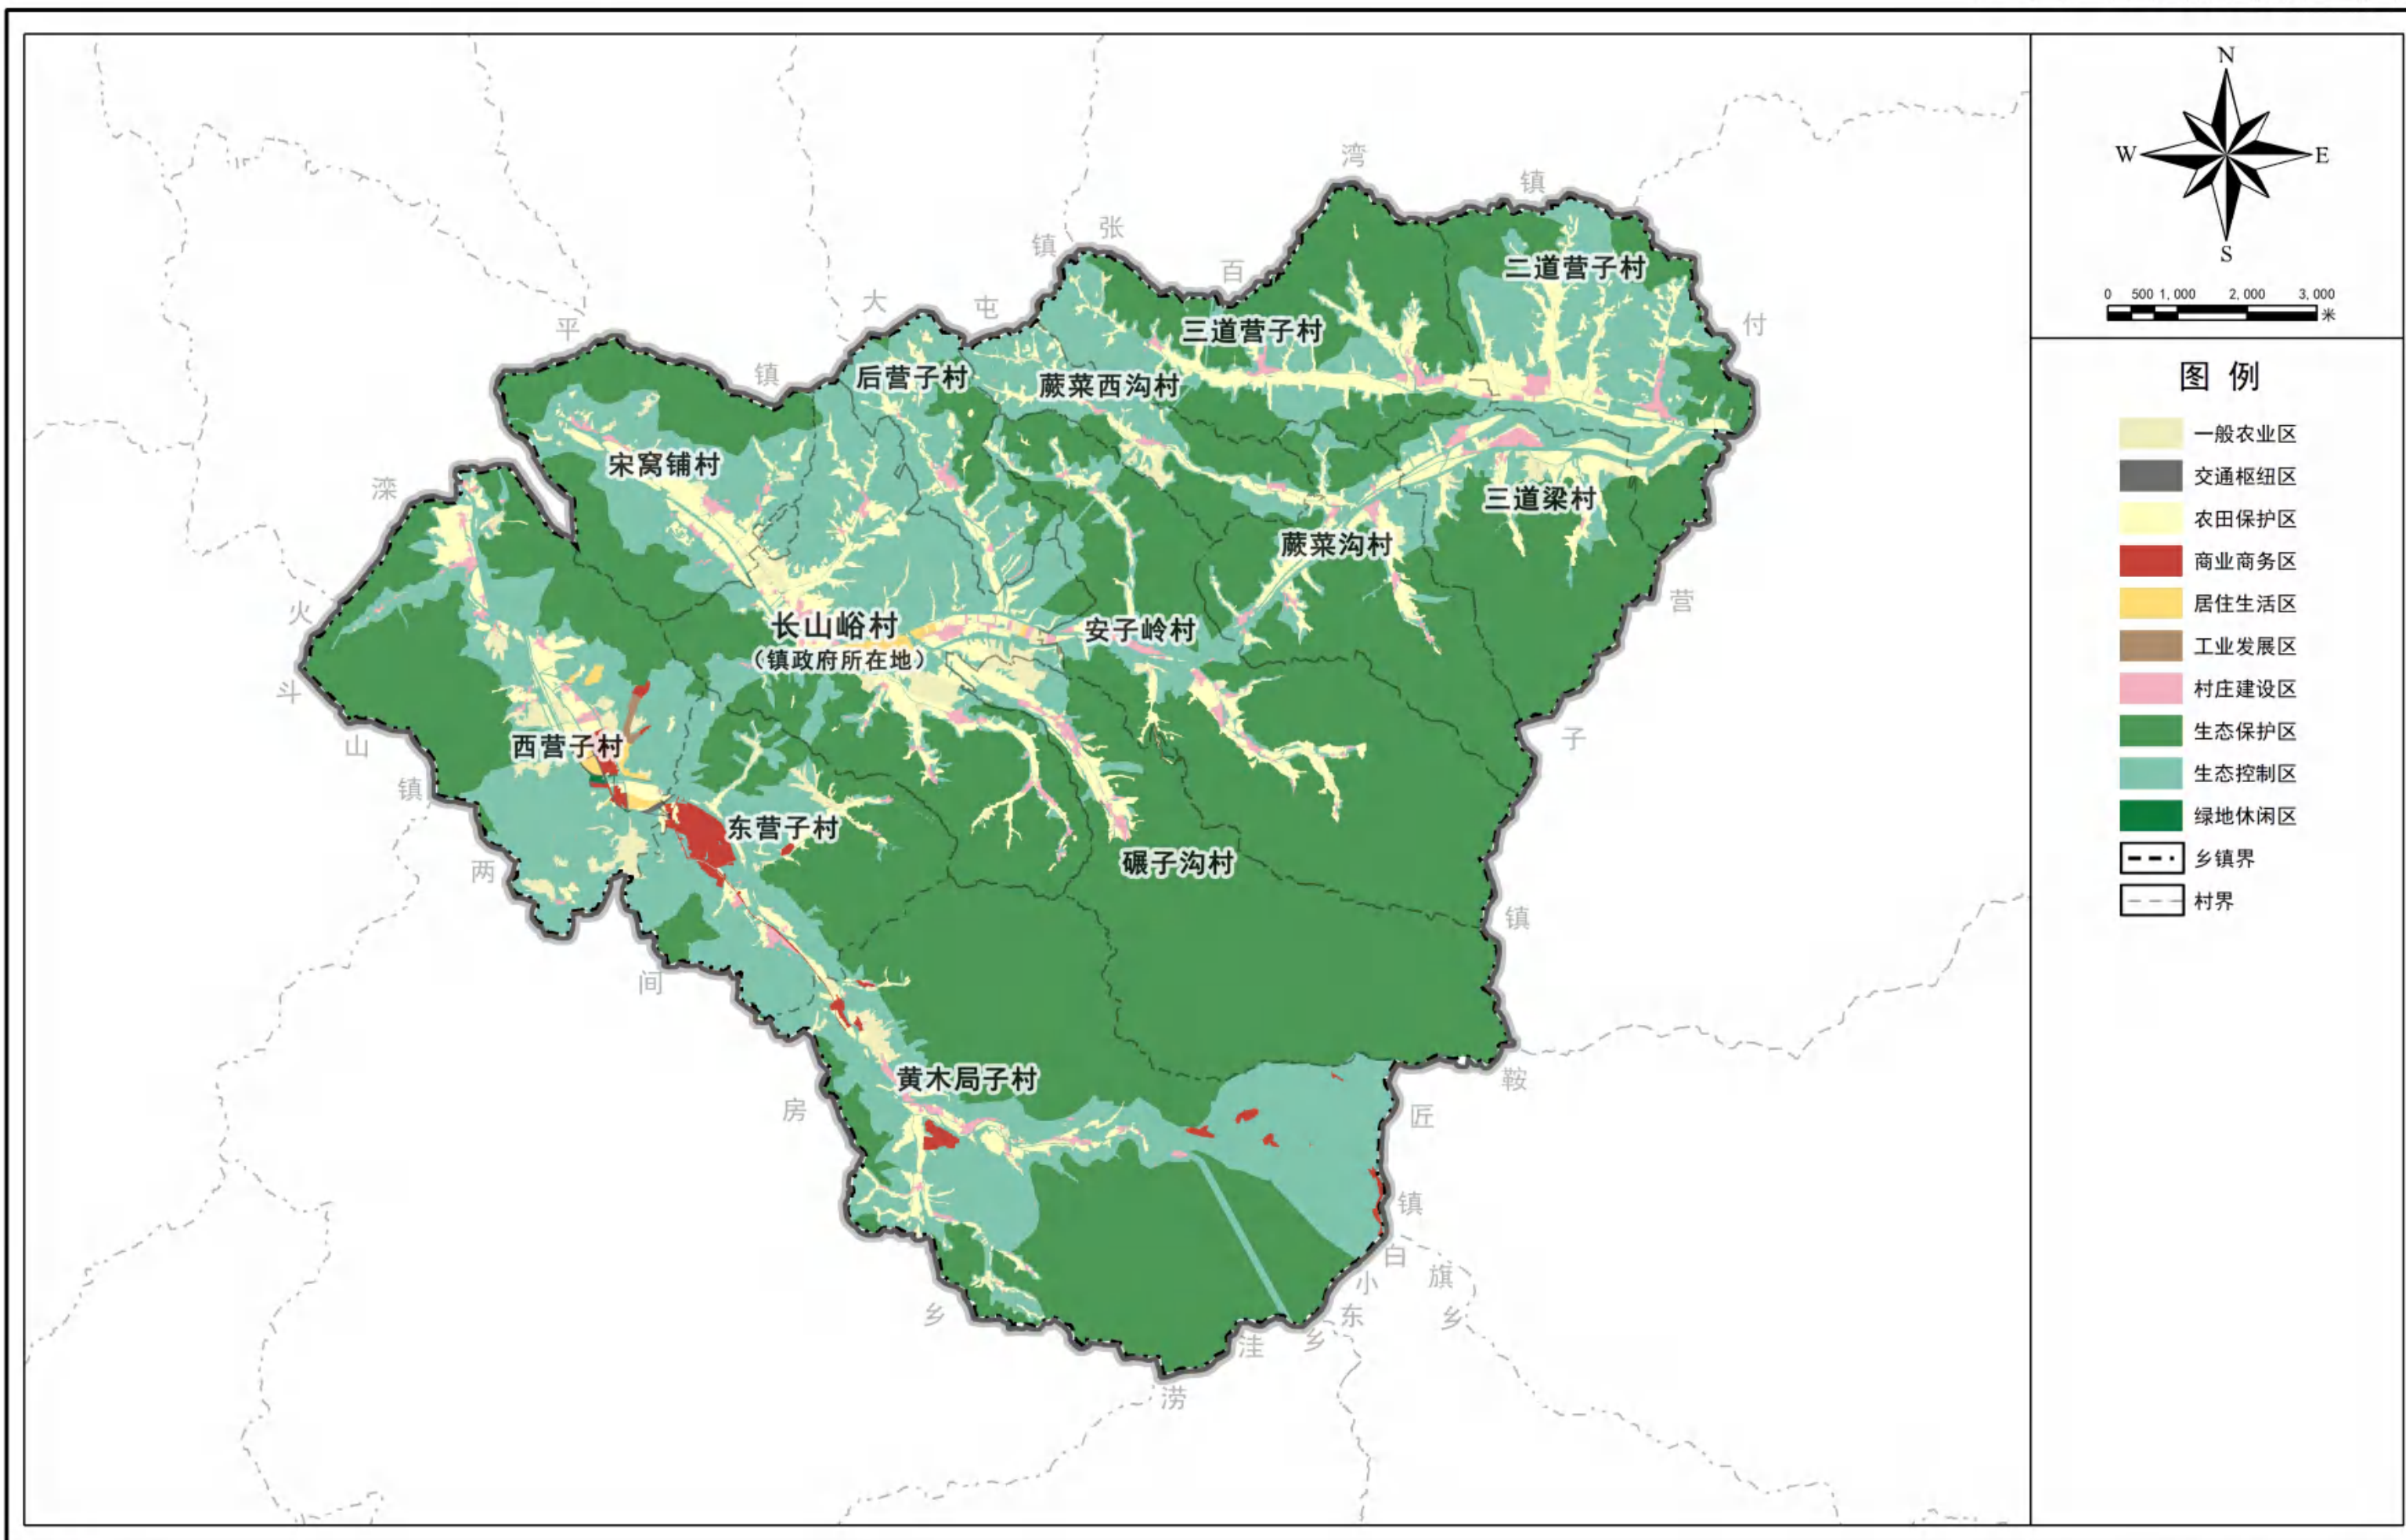 N
W
E
S
0 500 1,000 2,000 3,000
米
图 例
一般农业区
交通枢纽区
农田保护区
商业商务区
居住生活区
工业发展区
村庄建设区
生态保护区
生态控制区
绿地休闲区
乡镇界
村界
湾
镇
张
百
镇
大
屯
平
镇
付
营
子
镇
滦
火
斗
山
镇
两
间
房
乡
鞍
匠
镇
白
旗
乡
小
东
乡
洼
涝
二道营子村
三道营子村
后营子村
蕨菜西沟村
宋窝铺村
三道梁村
蕨菜沟村
长山峪村
（镇政府所在地）
安子岭村
西营子村
东营子村
碾子沟村
黄木局子村